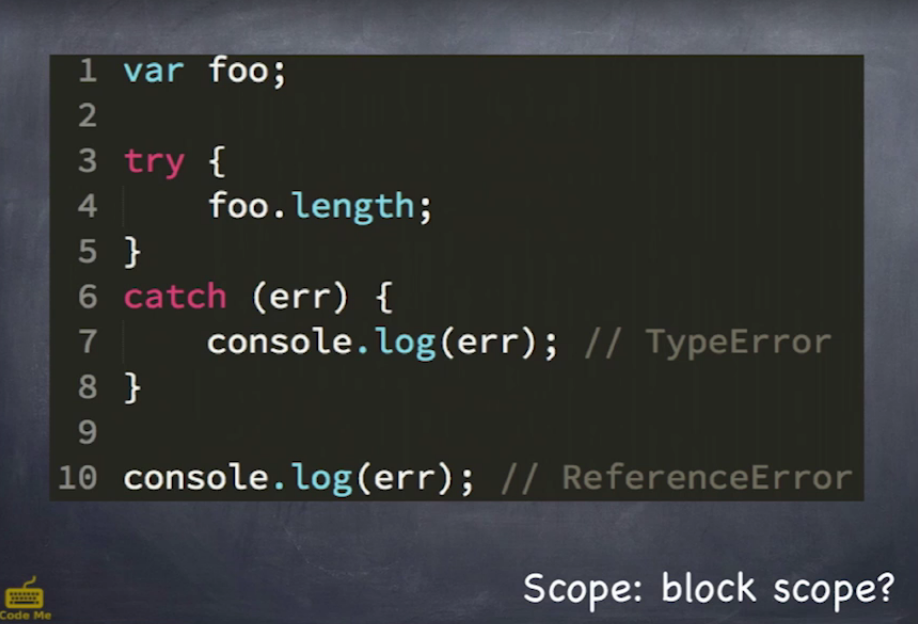 1 var foo;
2
3 try {
4     foo.length;
5 }
6 catch (err) {
7     console.log(err); // TypeError
8 }
9
10 console.log(err); // ReferenceError
Scope: block scope?
Code Me